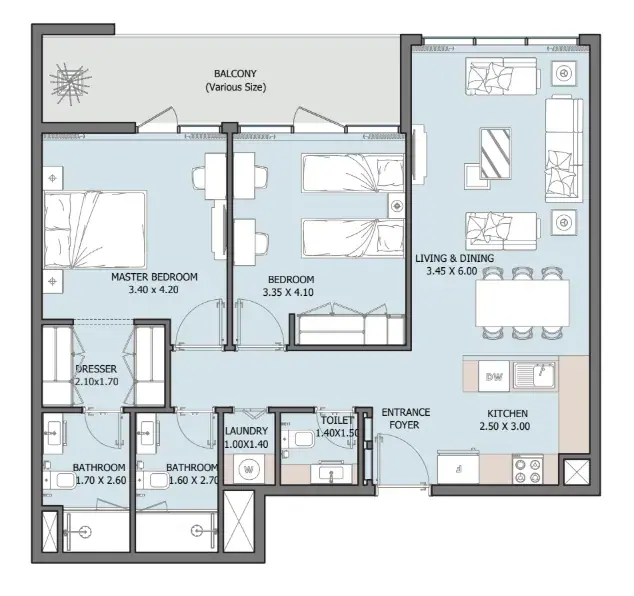 BALCONY
(Various Size)
MASTER BEDROOM
3.40 x 4.20
BEDROOM
3.35 X 4.10
LIVING & DINING
3.45 X 6.00
DRESSER
2.10x1.70
DW
KITCHEN
2.50 X 3.00
ENTRANCE
FOYER
TOILET
1.40X1.50
LAUNDRY
1.00X1.40
W
BATHROOM
1.70 X 2.60
BATHROOM
1.60 X 2.70